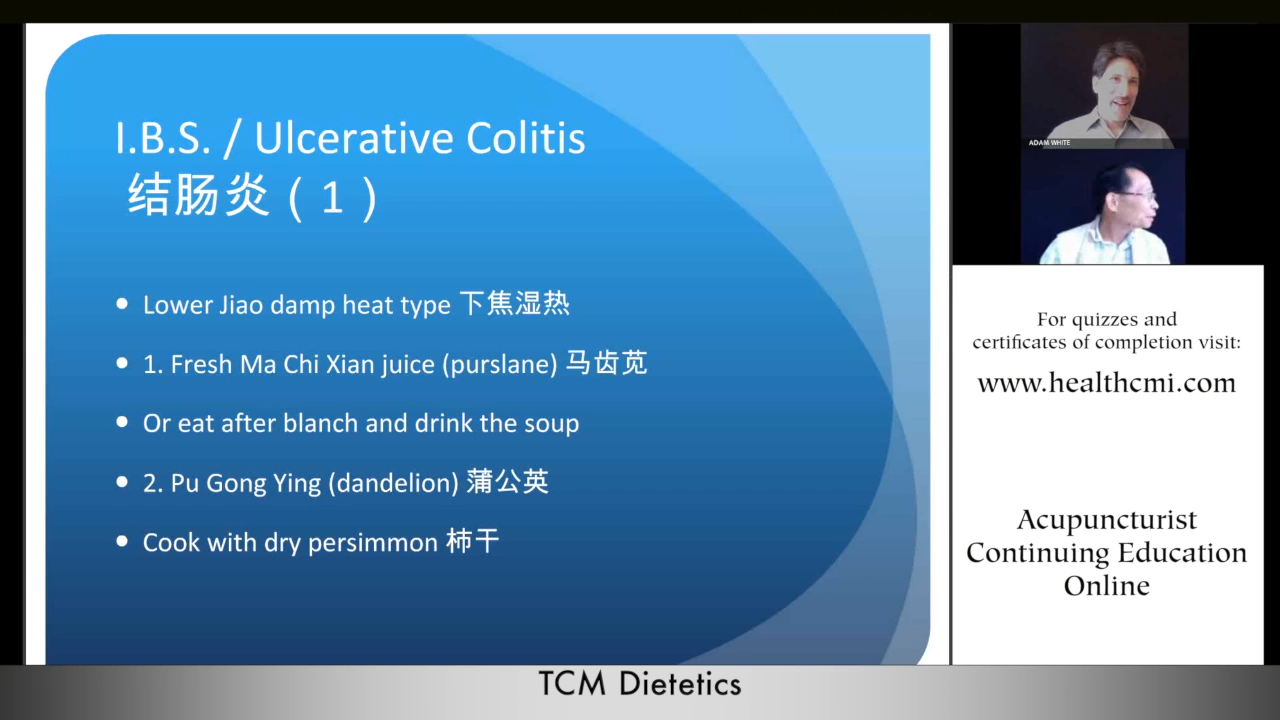 I.B.S. / Ulcerative Colitis
结肠炎（1）
• Lower Jiao damp heat type 下焦湿热
• 1. Fresh Ma Chi Xian juice (purslane) 马齿苋
• Or eat after blanch and drink the soup
• 2. Pu Gong Ying (dandelion) 蒲公英
• Cook with dry persimmon 柿干
ADAM WHITE
For quizzes and
certificates of completion visit:
www.healthcmi.com
Acupuncturist
Continuing Education
Online
TCM Dietetics